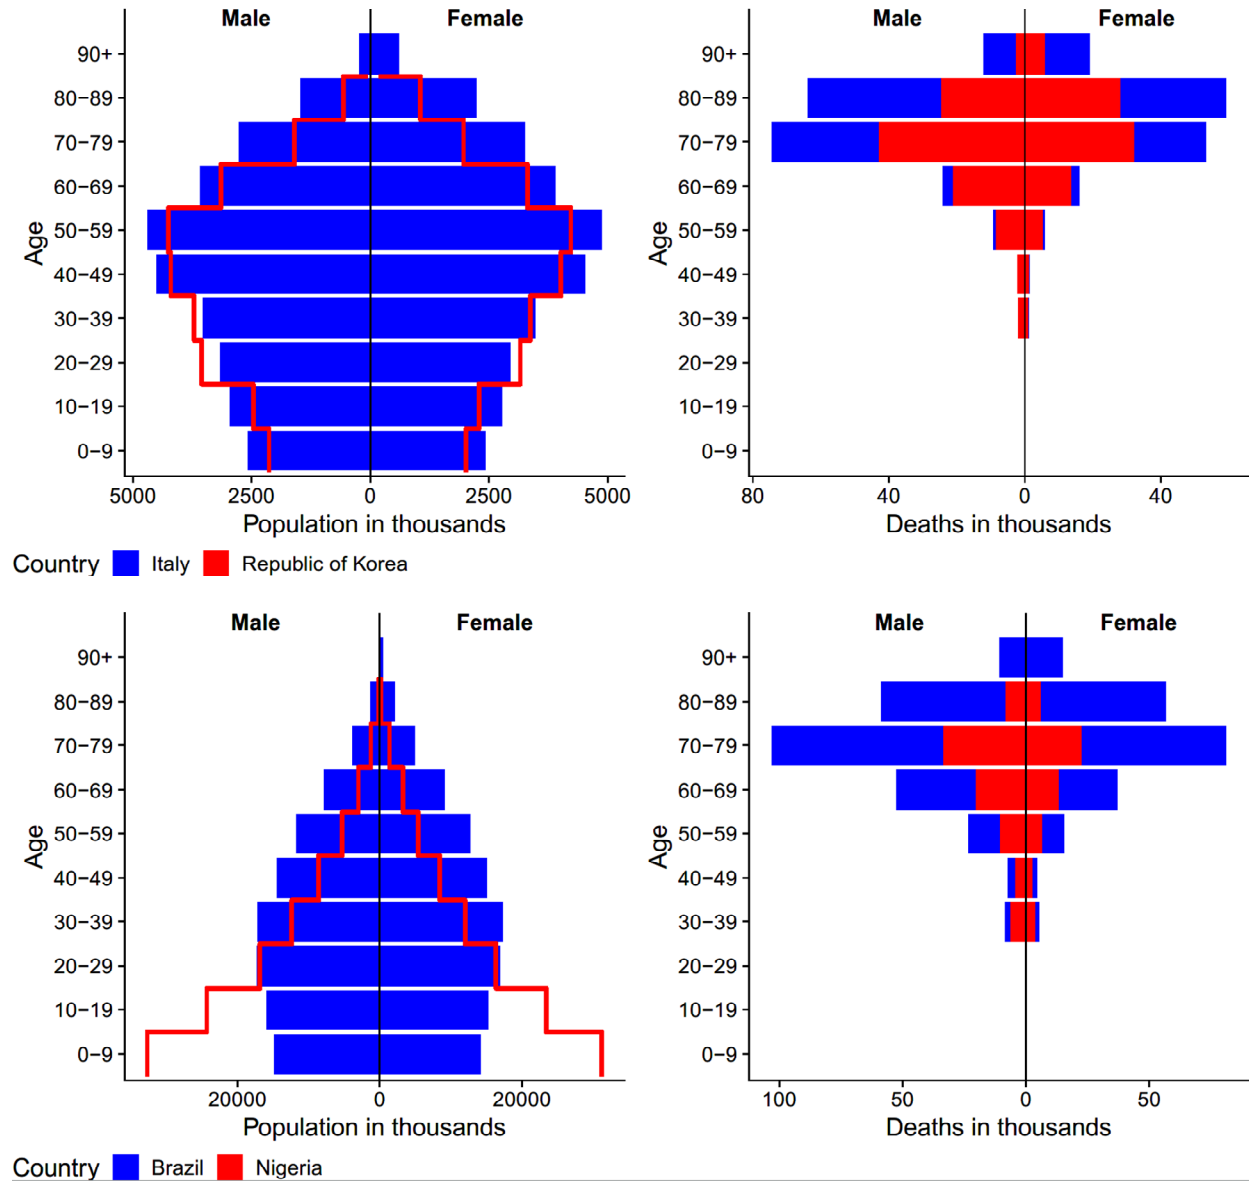 Male Female
90+
80−89
70−79
60−69
50−59
40−49
30−39
20−29
10−19
0−9
Age
5000 2500 0 2500 5000
Population in thousands
Male Female
90+
80−89
70−79
60−69
50−59
40−49
30−39
20−29
10−19
0−9
Age
80 40 0 40
Deaths in thousands
Country Italy Republic of Korea
Male Female
90+
80−89
70−79
60−69
50−59
40−49
30−39
20−29
10−19
0−9
Age
20000 0 20000
Population in thousands
Male Female
90+
80−89
70−79
60−69
50−59
40−49
30−39
20−29
10−19
0−9
Age
100 50 0 50
Deaths in thousands
Country Brazil Nigeria